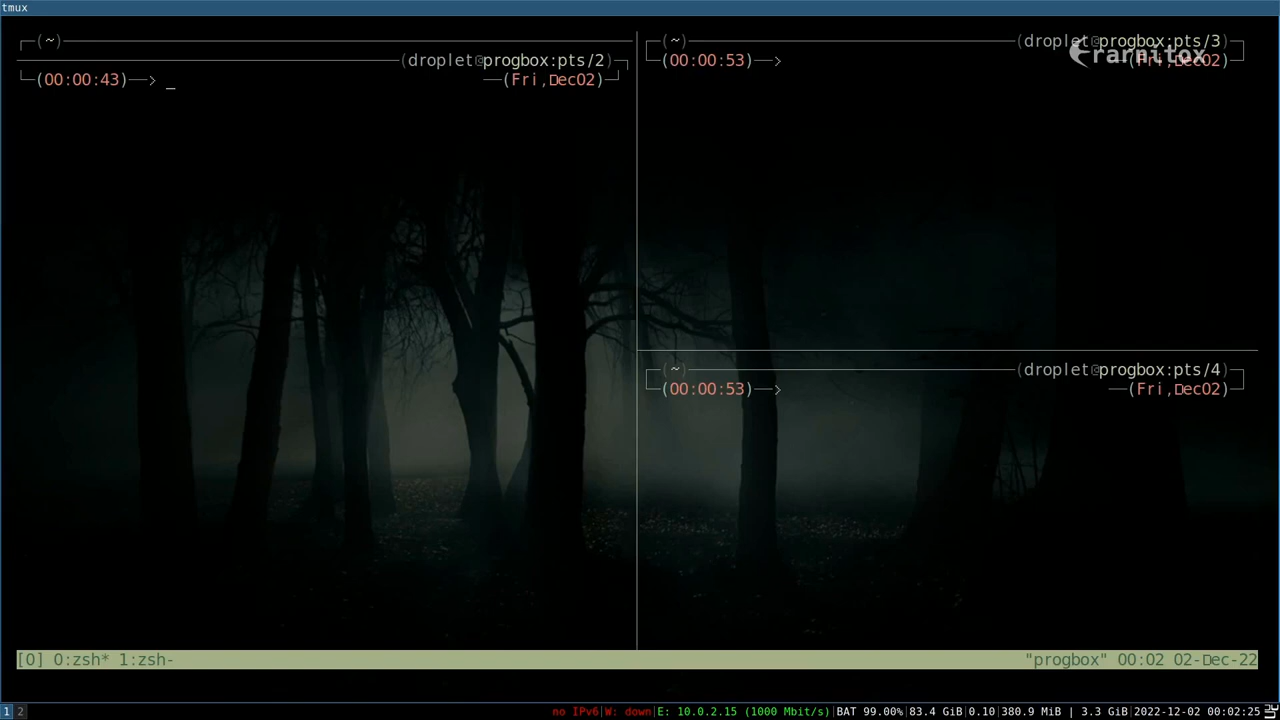 tmux
(~)
(droplet@progbox:pts/2)
(00:00:43)──> _ ──(Fri,Dec02)
(~) (droplet@progbox:pts/3)
(00:00:53)──> (Fri,Dec02)
rarnitox
(~) (droplet@progbox:pts/4)
(00:00:53)──> ──(Fri,Dec02)
[0] 0:zsh* 1:zsh- "progbox" 00:02 02-Dec-22
1 2 no IPv6|W: down|E: 10.0.2.15 (1000 Mbit/s)|BAT 99.00%|83.4 GiB|0.10|380.9 MiB | 3.3 GiB|2022-12-02 00:02:25